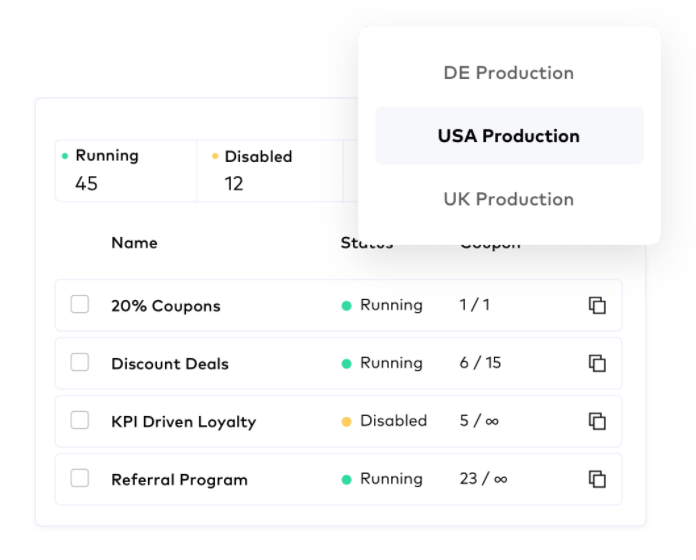 DE Production
USA Production
UK Production
Running
45
Disabled
12
Name Status Coupon
20% Coupons Running 1 / 1
Discount Deals Running 6 / 15
KPI Driven Loyalty Disabled 5 / ∞
Referral Program Running 23 / ∞